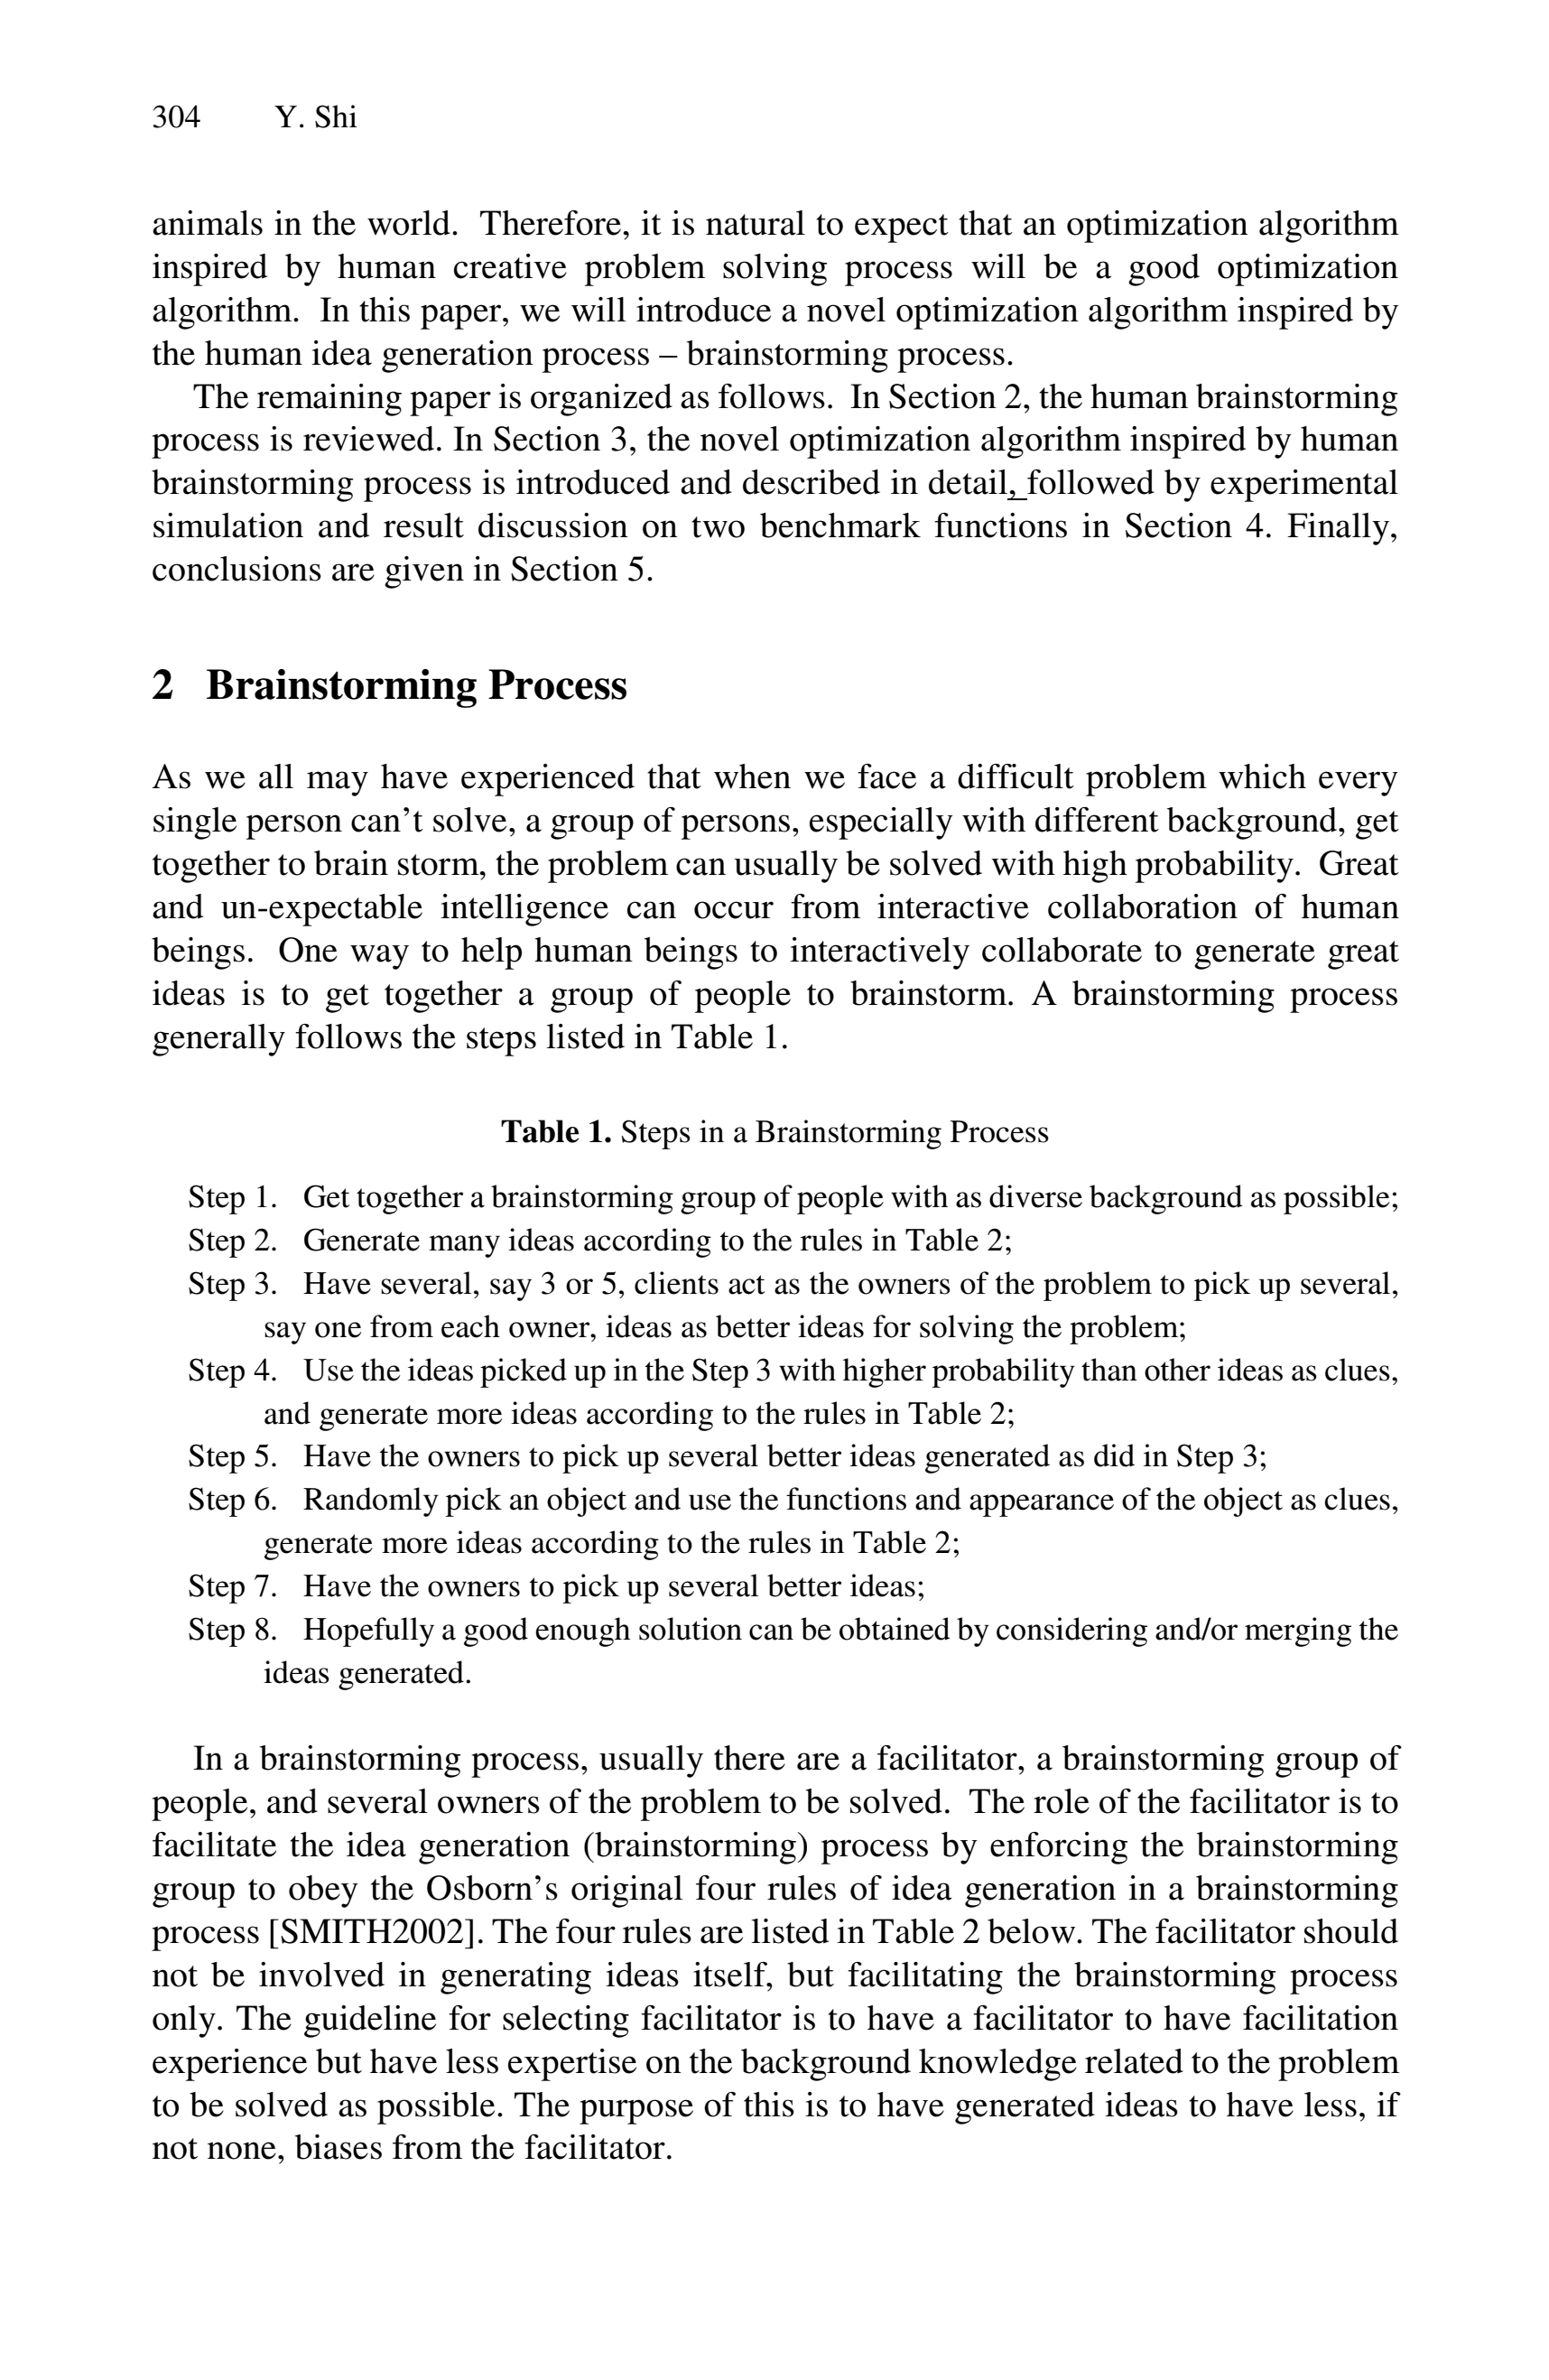 304 Y. Shi
animals in the world. Therefore, it is natural to expect that an optimization algorithm
inspired by human creative problem solving process will be a good optimization
algorithm. In this paper, we will introduce a novel optimization algorithm inspired by
the human idea generation process – brainstorming process.
The remaining paper is organized as follows. In Section 2, the human brainstorming
process is reviewed. In Section 3, the novel optimization algorithm inspired by human
brainstorming process is introduced and described in detail, followed by experimental
simulation and result discussion on two benchmark functions in Section 4. Finally,
conclusions are given in Section 5.
2 Brainstorming Process
As we all may have experienced that when we face a difficult problem which every
single person can’t solve, a group of persons, especially with different background, get
together to brain storm, the problem can usually be solved with high probability. Great
and un-expectable intelligence can occur from interactive collaboration of human
beings. One way to help human beings to interactively collaborate to generate great
ideas is to get together a group of people to brainstorm. A brainstorming process
generally follows the steps listed in Table 1.
Table 1. Steps in a Brainstorming Process
Step 1. Get together a brainstorming group of people with as diverse background as possible;
Step 2. Generate many ideas according to the rules in Table 2;
Step 3. Have several, say 3 or 5, clients act as the owners of the problem to pick up several,
say one from each owner, ideas as better ideas for solving the problem;
Step 4. Use the ideas picked up in the Step 3 with higher probability than other ideas as clues,
and generate more ideas according to the rules in Table 2;
Step 5. Have the owners to pick up several better ideas generated as did in Step 3;
Step 6. Randomly pick an object and use the functions and appearance of the object as clues,
generate more ideas according to the rules in Table 2;
Step 7. Have the owners to pick up several better ideas;
Step 8. Hopefully a good enough solution can be obtained by considering and/or merging the
ideas generated.
In a brainstorming process, usually there are a facilitator, a brainstorming group of
people, and several owners of the problem to be solved. The role of the facilitator is to
facilitate the idea generation (brainstorming) process by enforcing the brainstorming
group to obey the Osborn’s original four rules of idea generation in a brainstorming
process [SMITH2002]. The four rules are listed in Table 2 below. The facilitator should
not be involved in generating ideas itself, but facilitating the brainstorming process
only. The guideline for selecting facilitator is to have a facilitator to have facilitation
experience but have less expertise on the background knowledge related to the problem
to be solved as possible. The purpose of this is to have generated ideas to have less, if
not none, biases from the facilitator.